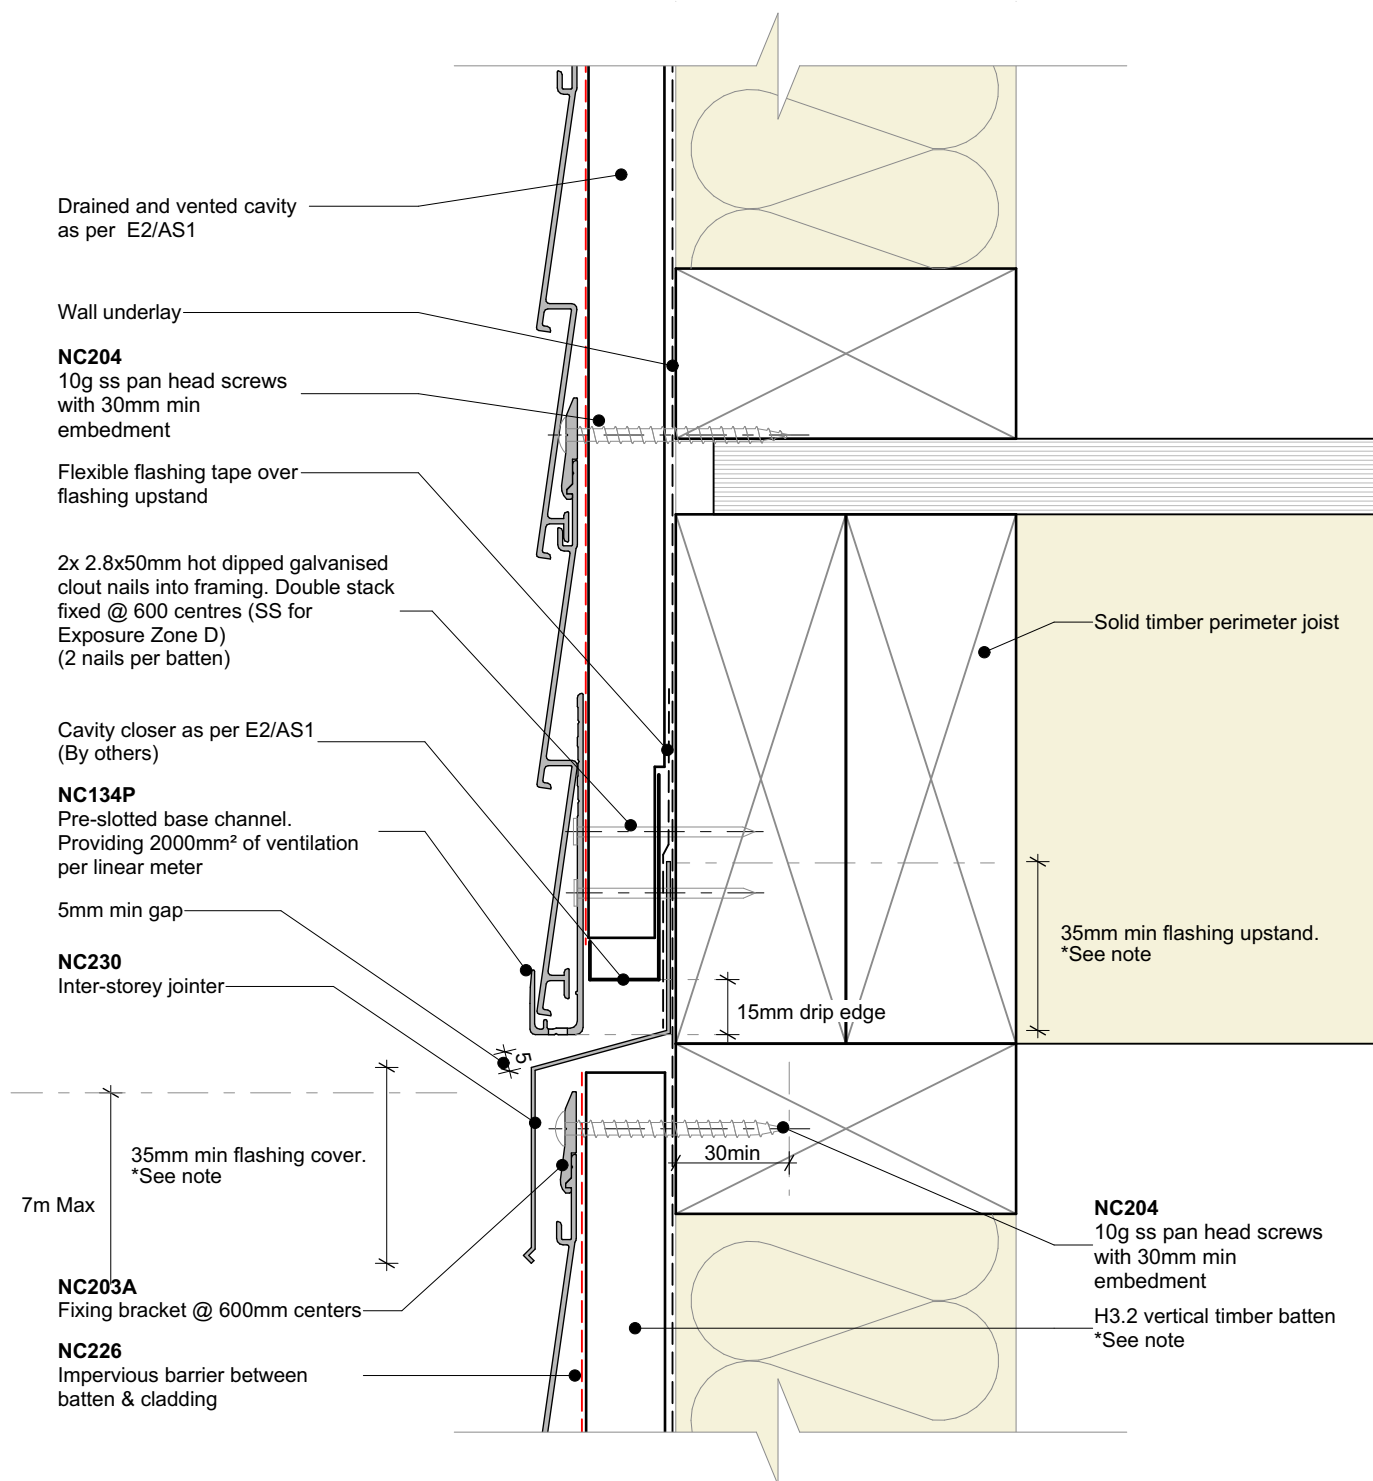 Drained and vented cavity
as per E2/AS1
Wall underlay
NC204
10g ss pan head screws
with 30mm min
embedment
Flexible flashing tape over
flashing upstand
2x 2.8x50mm hot dipped galvanised
clout nails into framing. Double stack
fixed @ 600 centres (SS for
Exposure Zone D)
(2 nails per batten)
Solid timber perimeter joist
Cavity closer as per E2/AS1
(By others)
NC134P
Pre-slotted base channel.
Providing 2000mm² of ventilation
per linear meter
5mm min gap
NC230
Inter-storey jointer
35mm min flashing upstand.
*See note
15mm drip edge
5
35mm min flashing cover.
*See note
30min
7m Max
NC203A
Fixing bracket @ 600mm centers
NC226
Impervious barrier between
batten & cladding
NC204
10g ss pan head screws
with 30mm min
embedment
H3.2 vertical timber batten
*See note